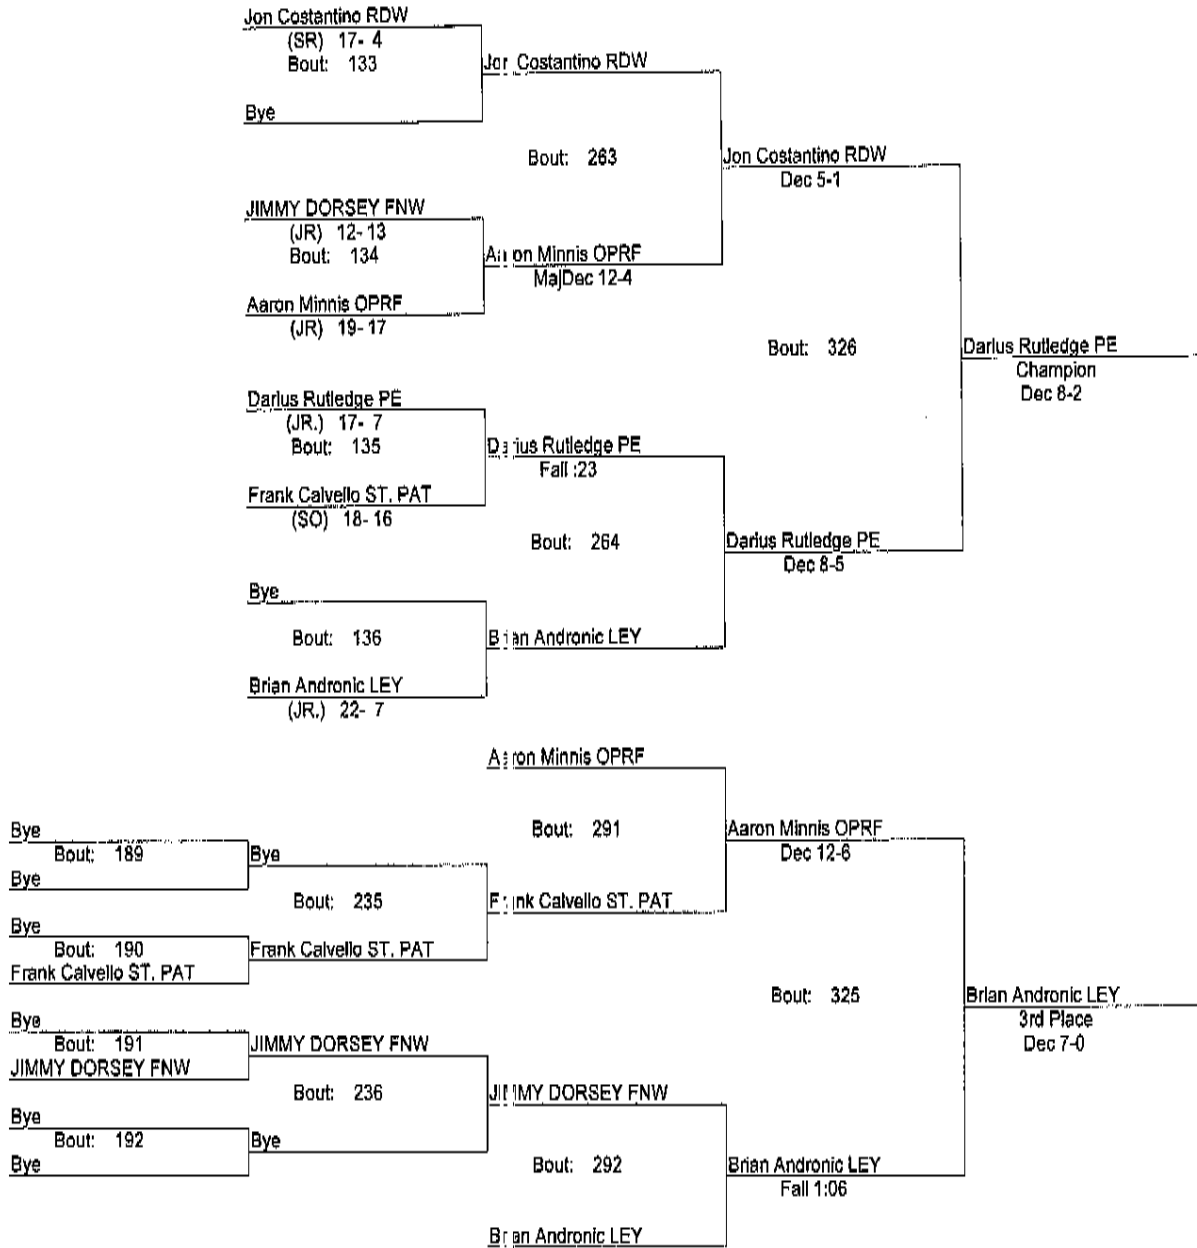 Jon Costantino RDW
(SR) 17- 4
Bout: 133
Jon Costantino RDW
Bye
Bout: 263
Jon Costantino RDW
Dec 5-1
JIMMY DORSEY FNW
(JR) 12- 13
Bout: 134
Aaron Minnis OPRF
MajDec 12-4
Aaron Minnis OPRF
(JR) 19- 17
Bout: 326
Darius Rutledge PE
Champion
Dec 8-2
Darius Rutledge PE
(JR.) 17- 7
Bout: 135
Darius Rutledge PE
Fall :23
Frank Calvello ST. PAT
(SO) 18- 16
Bout: 264
Darius Rutledge PE
Dec 8-5
Bye
Bout: 136
Brian Andronic LEY
Brian Andronic LEY
(JR.) 22- 7
Aaron Minnis OPRF
Bout: 291
Aaron Minnis OPRF
Dec 12-6
Bye
Bout: 189
Bye
Bye
Bout: 235
Frank Calvello ST. PAT
Bye
Bout: 190
Frank Calvello ST. PAT
Frank Calvello ST. PAT
Bout: 325
Brian Andronic LEY
3rd Place
Dec 7-0
Bye
Bout: 191
JIMMY DORSEY FNW
JIMMY DORSEY FNW
Bout: 236
JIMMY DORSEY FNW
Bye
Bout: 192
Bye
Bye
Bout: 292
Brian Andronic LEY
Fall 1:06
Brian Andronic LEY